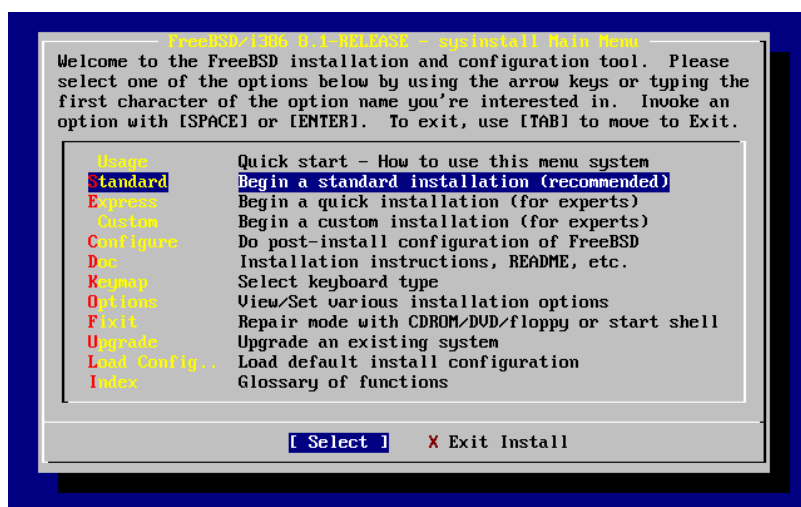 FreeBSD/i386 8.1-RELEASE - sysinstall Main Menu
Welcome to the FreeBSD installation and configuration tool.  Please
select one of the options below by using the arrow keys or typing the
first character of the option name you're interested in.  Invoke an
option with [SPACE] or [ENTER].  To exit, use [TAB] to move to Exit.
Usage Quick start - How to use this menu system
Standard Begin a standard installation (recommended)
Express Begin a quick installation (for experts)
Custom Begin a custom installation (for experts)
Configure Do post-install configuration of FreeBSD
Doc Installation instructions, README, etc.
Keymap Select keyboard type
Options View/Set various installation options
Fixit Repair mode with CDROM/DVD/floppy or start shell
Upgrade Upgrade an existing system
Load Config.. Load default install configuration
Index Glossary of functions
[ Select ] X Exit Install